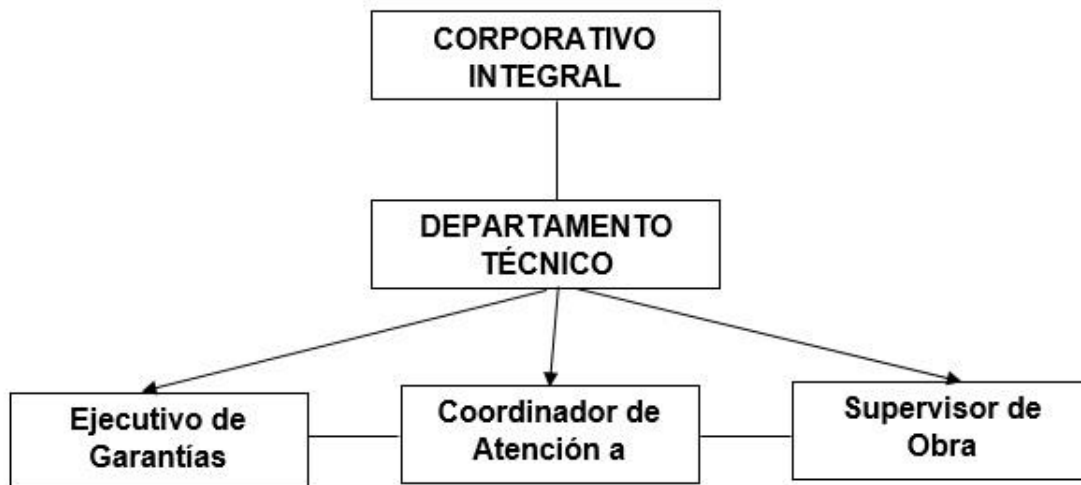 CORPORATIVO
INTEGRAL
DEPARTAMENTO
TÉCNICO
Ejecutivo de
Garantías
Coordinador de
Atención a
Supervisor de
Obra